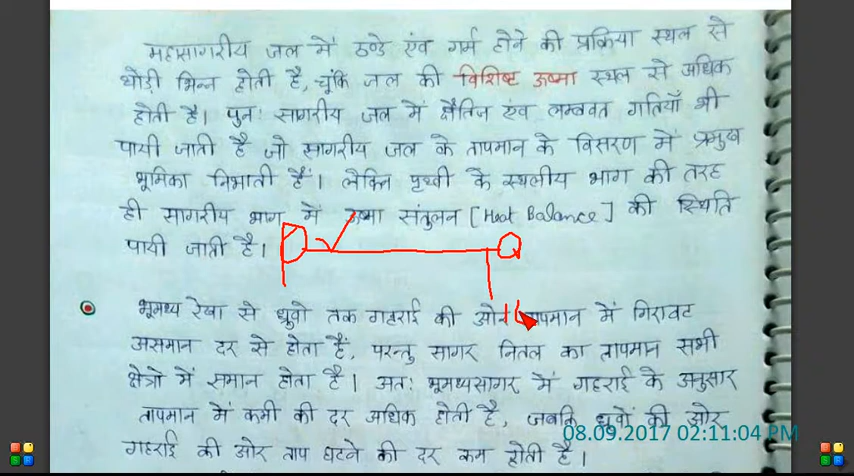 महासागरीय जल में ठण्डे एंव गर्म होने की प्रक्रिया स्थल से
थोड़ी भिन्न होती है, चूंकि जल की विशिष्ट ऊष्मा स्थल से अधिक
होती है। पुनः सागरीय जल में क्षैतिज एंव लम्बवत गतियाँ भी
पायी जाती है जो सागरीय जल के तापमान के विसरण में प्रमुख
भूमिका निभाती हैं। लेकिन पृथ्वी के स्थलीय भाग की तरह
ही सागरीय भाग में ऊष्मा संतुलन [Heat Balance] की स्थिति
पायी जाती है।
भूमध्य रेखा से ध्रुवो तक गहराई की ओर तापमान में गिरावट
असमान दर से होता हैं, परन्तु सागर नितल का तापमान सभी
क्षेत्रो में समान होता है। अतः भूमध्यसागर में गहराई के अनुसार
तापमान में कमी की दर अधिक होती है, जबकि ध्रुवों की ओर
गहराई की ओर ताप घटने की दर कम होती है।
08.09.2017 02:11:04 PM